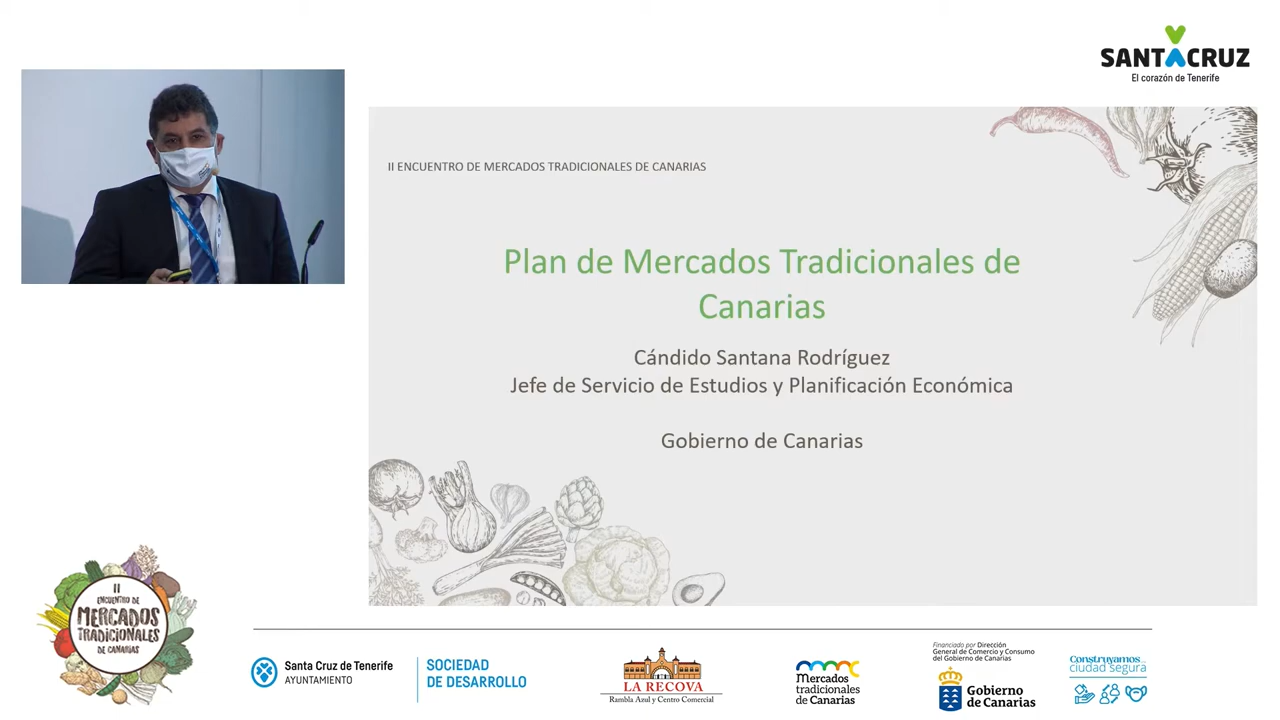 SANTACRUZ
El corazón de Tenerife
II ENCUENTRO DE MERCADOS TRADICIONALES DE CANARIAS
Plan de Mercados Tradicionales de
Canarias
Cándido Santana Rodríguez
Jefe de Servicio de Estudios y Planificación Económica
Gobierno de Canarias
II
ENCUENTRO DE
MERCADOS
TRADICIONALES
DE CANARIAS
Santa Cruz de Tenerife
AYUNTAMIENTO
SOCIEDAD
DE DESARROLLO
LA RECOVA
Rambla Azul y Centro Comercial
Mercados
tradicionales
de Canarias
Financiado por Dirección
General de Comercio y Consumo
del Gobierno de Canarias
Gobierno
de Canarias
Construyamos
ciudad segura